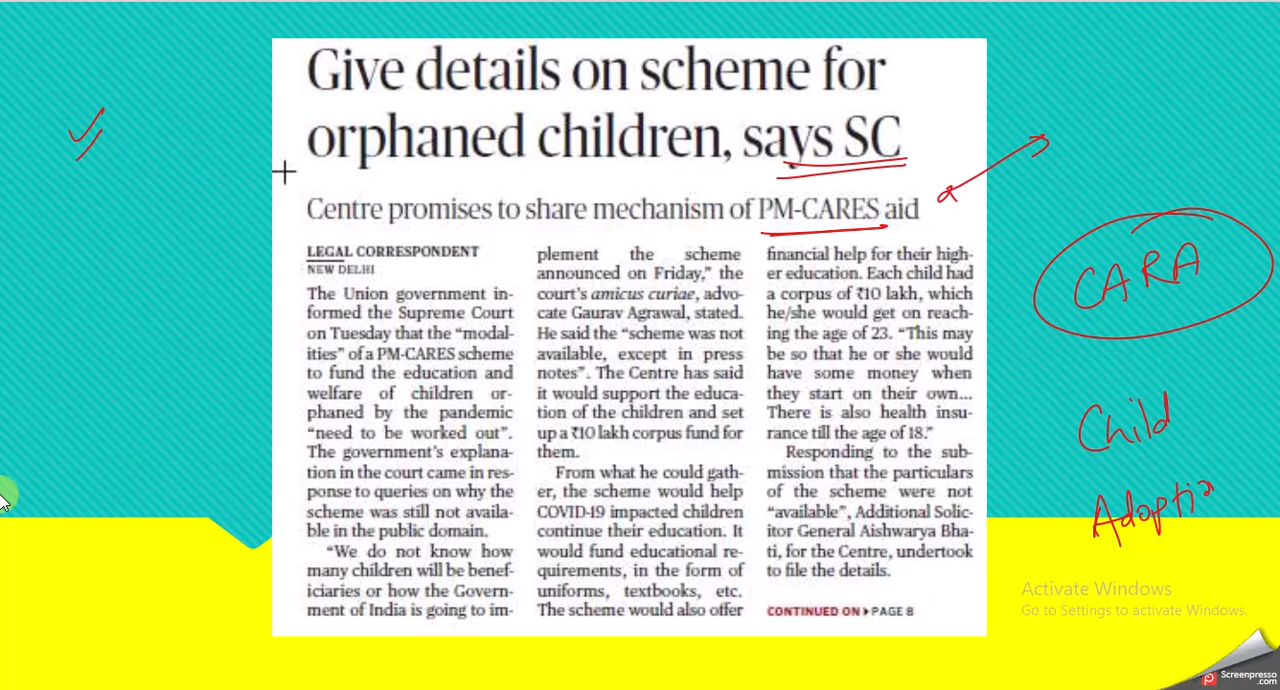 Give details on scheme for
orphaned children, says SC
Centre promises to share mechanism of PM-CARES aid
LEGAL CORRESPONDENT
NEW DELHI
The Union government in-
formed the Supreme Court
on Tuesday that the “modal-
ities” of a PM-CARES scheme
to fund the education and
welfare of children or-
phaned by the pandemic
“need to be worked out”.
The government’s explana-
tion in the court came in res-
ponse to queries on why the
scheme was still not availa-
ble in the public domain.
“We do not know how
many children will be benef-
iciaries or how the Govern-
ment of India is going to im-
plement the scheme
announced on Friday,” the
court’s amicus curiae, advo-
cate Gaurav Agrawal, stated.
He said the “scheme was not
available, except in press
notes”. The Centre has said
it would support the educa-
tion of the children and set
up a ₹10 lakh corpus fund for
them.
From what he could gath-
er, the scheme would help
COVID-19 impacted children
continue their education. It
would fund educational re-
quirements, in the form of
uniforms, textbooks, etc.
The scheme would also offer
financial help for their high-
er education. Each child had
a corpus of ₹10 lakh, which
he/she would get on reach-
ing the age of 23. “This may
be so that he or she would
have some money when
they start on their own...
There is also health insu-
rance till the age of 18.”
Responding to the sub-
mission that the particulars
of the scheme were not
“available”, Additional Solic-
itor General Aishwarya Bha-
ti, for the Centre, undertook
to file the details.
CONTINUED ON ▸ PAGE 8
CARA
Child
Adoption
Activate Windows
Go to Settings to activate Windows.
Screenpresso
.com